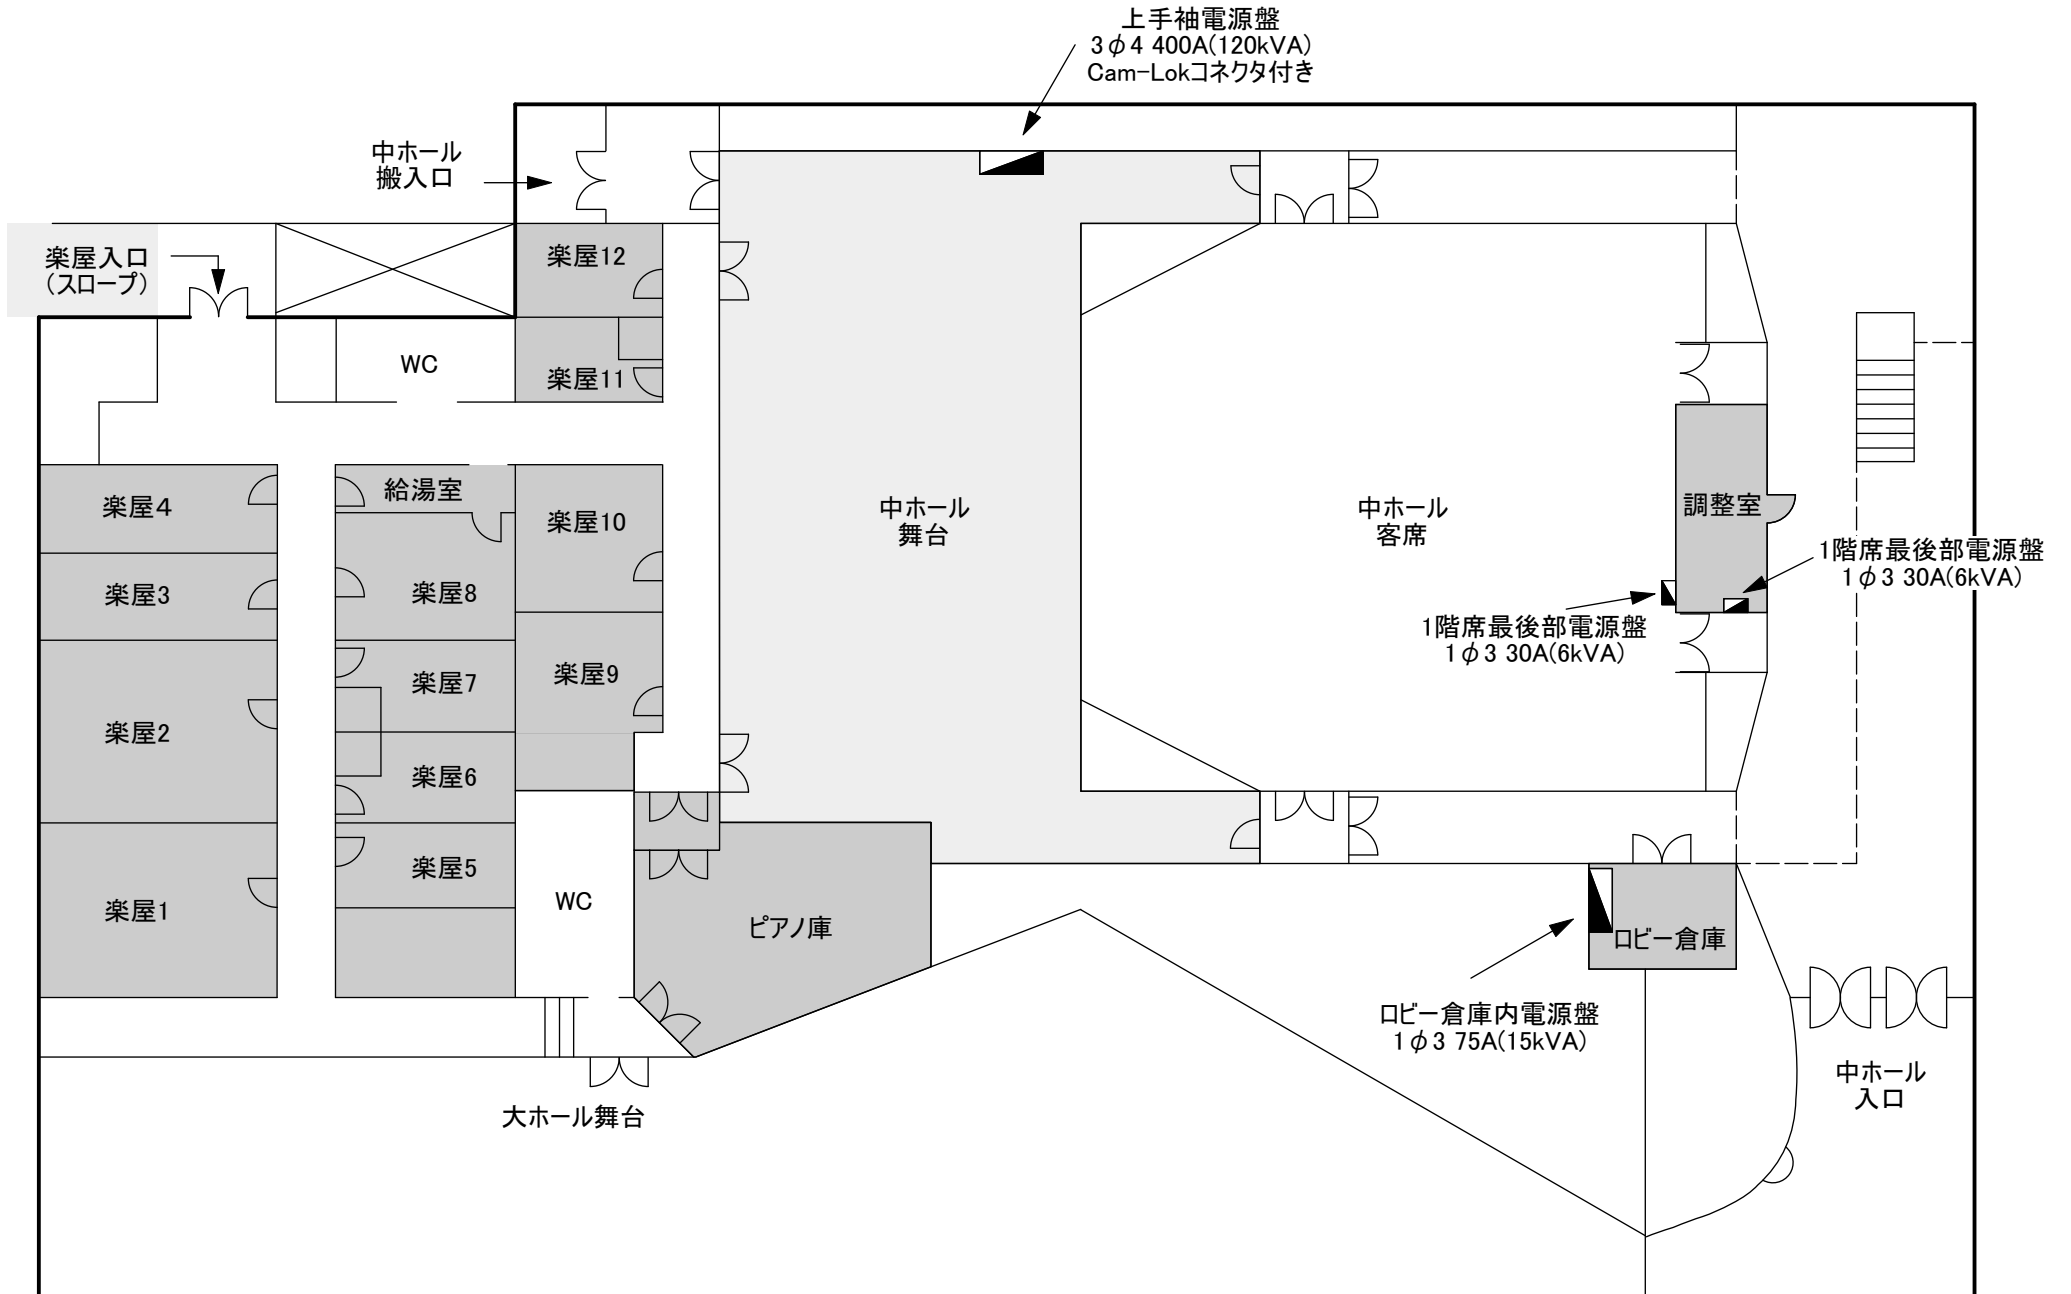 上手袖電源盤
3φ4 400A(120kVA)
Cam-Lokコネクタ付き
中ホール
搬入口
楽屋入口
（スロープ）
楽屋12
WC
楽屋11
楽屋4
給湯室
楽屋10
中ホール
舞台
中ホール
客席
調整室
1階席最後部電源盤
1φ3 30A(6kVA)
楽屋3
楽屋8
1階席最後部電源盤
1φ3 30A(6kVA)
楽屋7
楽屋9
楽屋2
楽屋6
楽屋5
楽屋1
WC
ピアノ庫
ロビー倉庫
ロビー倉庫内電源盤
1φ3 75A(15kVA)
中ホール
入口
大ホール舞台